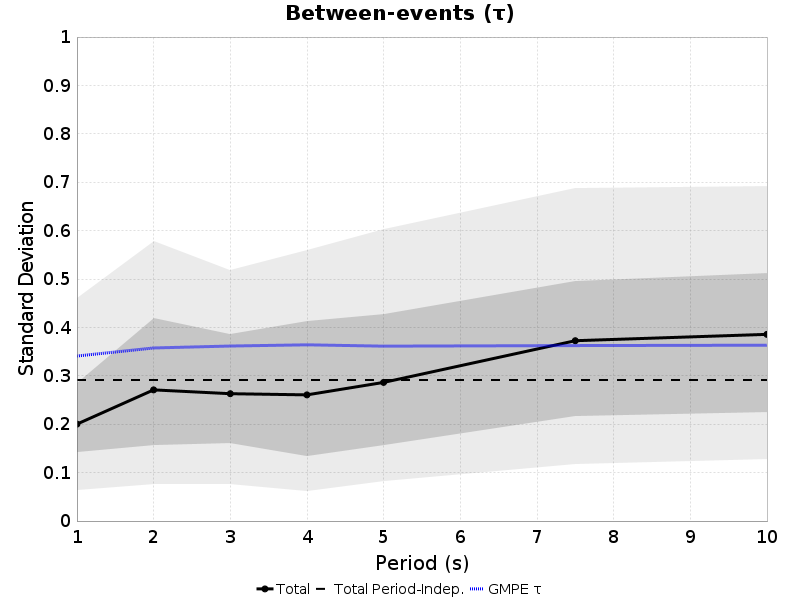 Between-events (τ)
1
0.9
0.8
0.7
0.6
0.5
0.4
0.3
0.2
0.1
0
Standard Deviation
1 2 3 4 5 6 7 8 9 10
Period (s)
Total Total Period-Indep. GMPE τ